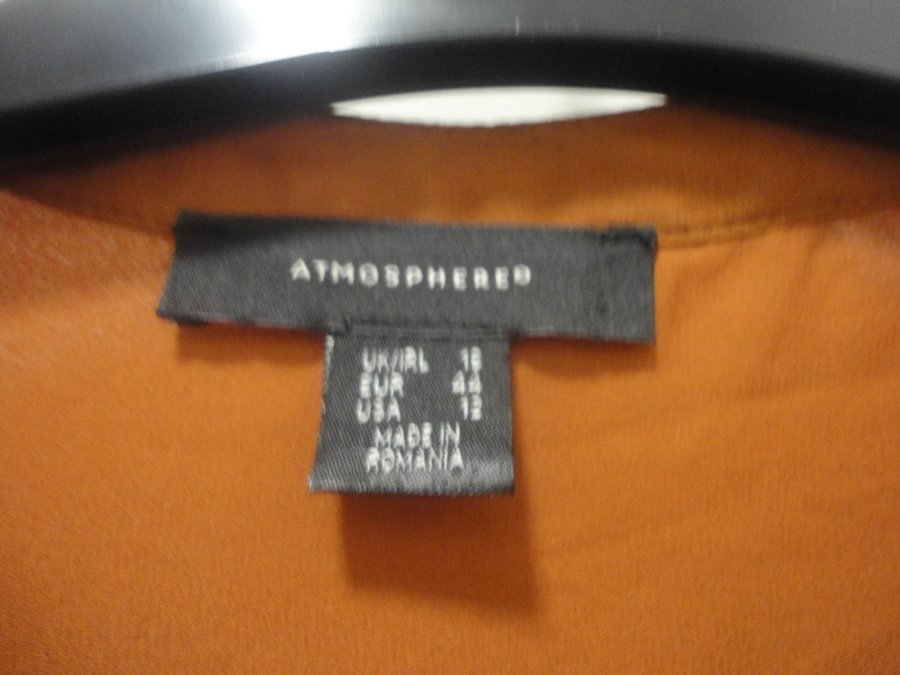 ATMOSPHERE®
UK/IRL 16
EUR 44
USA 12
MADE IN
ROMANIA